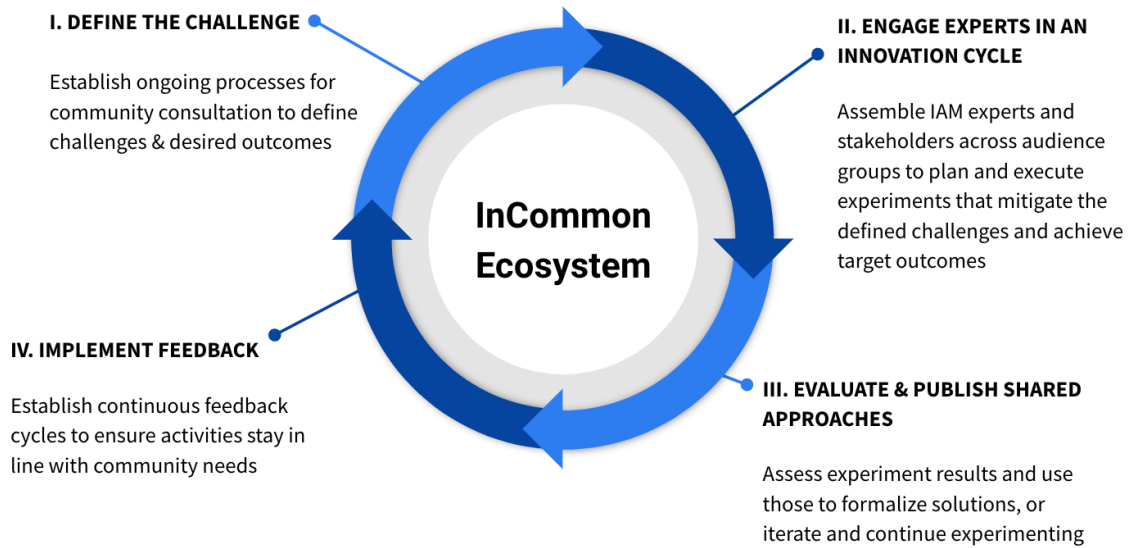 I. DEFINE THE CHALLENGE
Establish ongoing processes for
community consultation to define
challenges & desired outcomes
II. ENGAGE EXPERTS IN AN
INNOVATION CYCLE
Assemble IAM experts and
stakeholders across audience
groups to plan and execute
experiments that mitigate the
defined challenges and achieve
target outcomes
InCommon
Ecosystem
III. EVALUATE & PUBLISH SHARED
APPROACHES
Assess experiment results and use
those to formalize solutions, or
iterate and continue experimenting
IV. IMPLEMENT FEEDBACK
Establish continuous feedback
cycles to ensure activities stay in
line with community needs